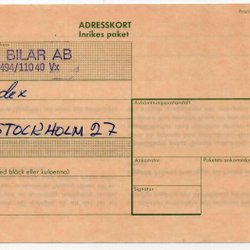 ADRESSKORT
Inrikes paket
BILAR AB
494/11040 Vx
dex
STOCKHOLM 27
Avlämningspostanstalt
ed bläck eller kulpenna)
Ankomstnr
Paketets ankomstdat
Signatur